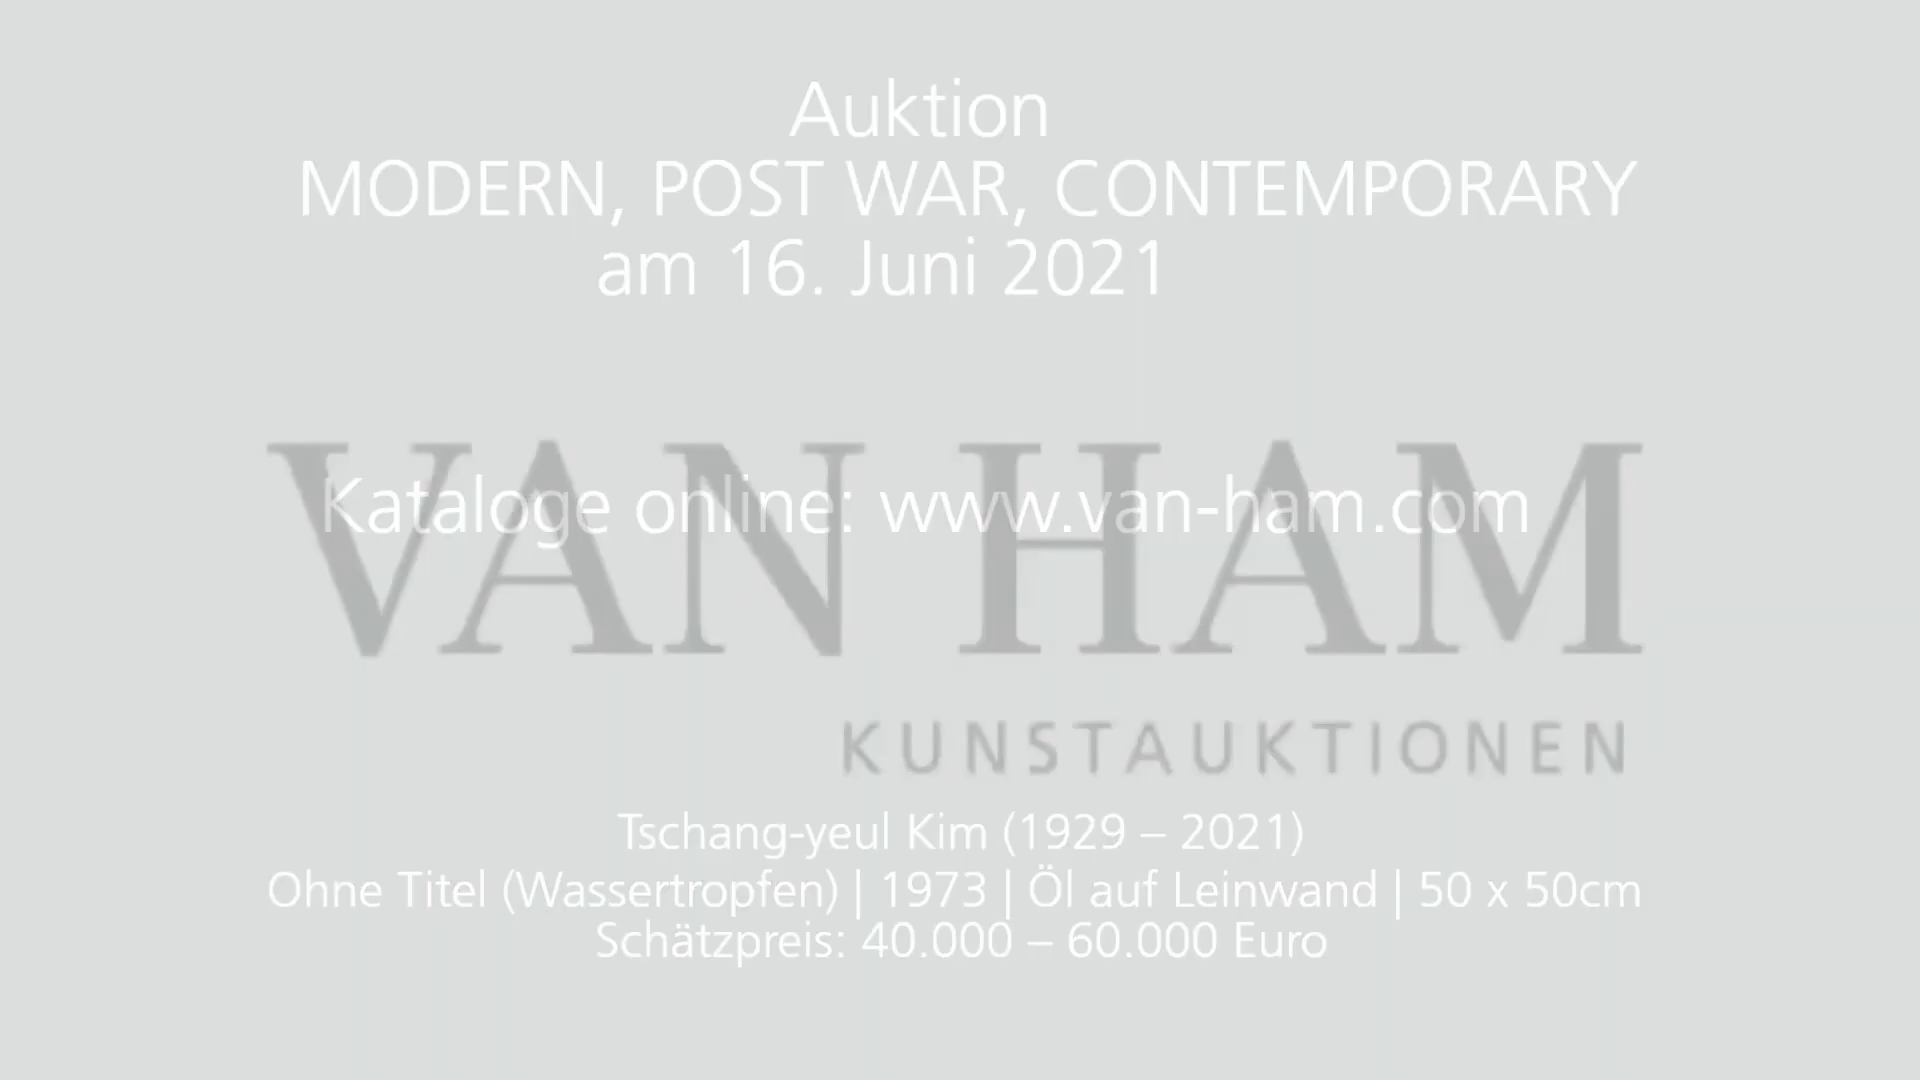 Auktion
MODERN, POST WAR, CONTEMPORARY
am 16. Juni 2021
Kataloge online: www.van-ham.com
VAN HAM
KUNSTAUKTIONEN
Tschang-yeul Kim (1929 – 2021)
Ohne Titel (Wassertropfen) | 1973 | Öl auf Leinwand | 50 x 50cm
Schätzpreis: 40.000 – 60.000 Euro